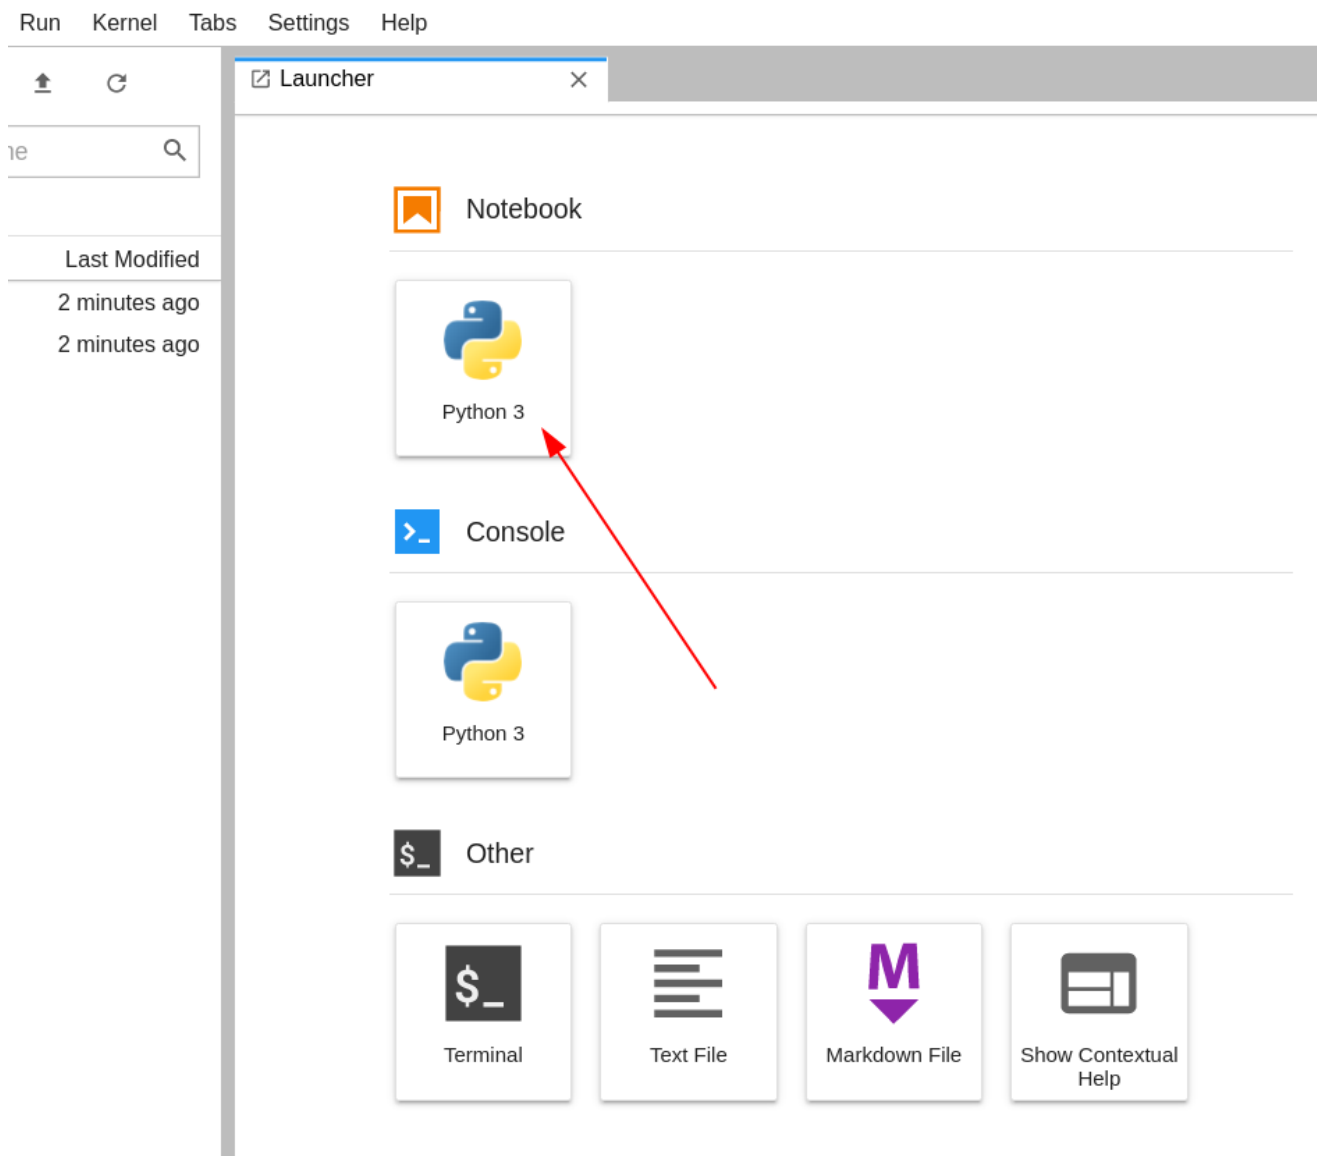 Run Kernel Tabs Settings Help
Launcher
Last Modified
2 minutes ago
2 minutes ago
Notebook
Python 3
Console
Python 3
$_ Other
$_
Terminal
Text File
Markdown File
Show Contextual
Help